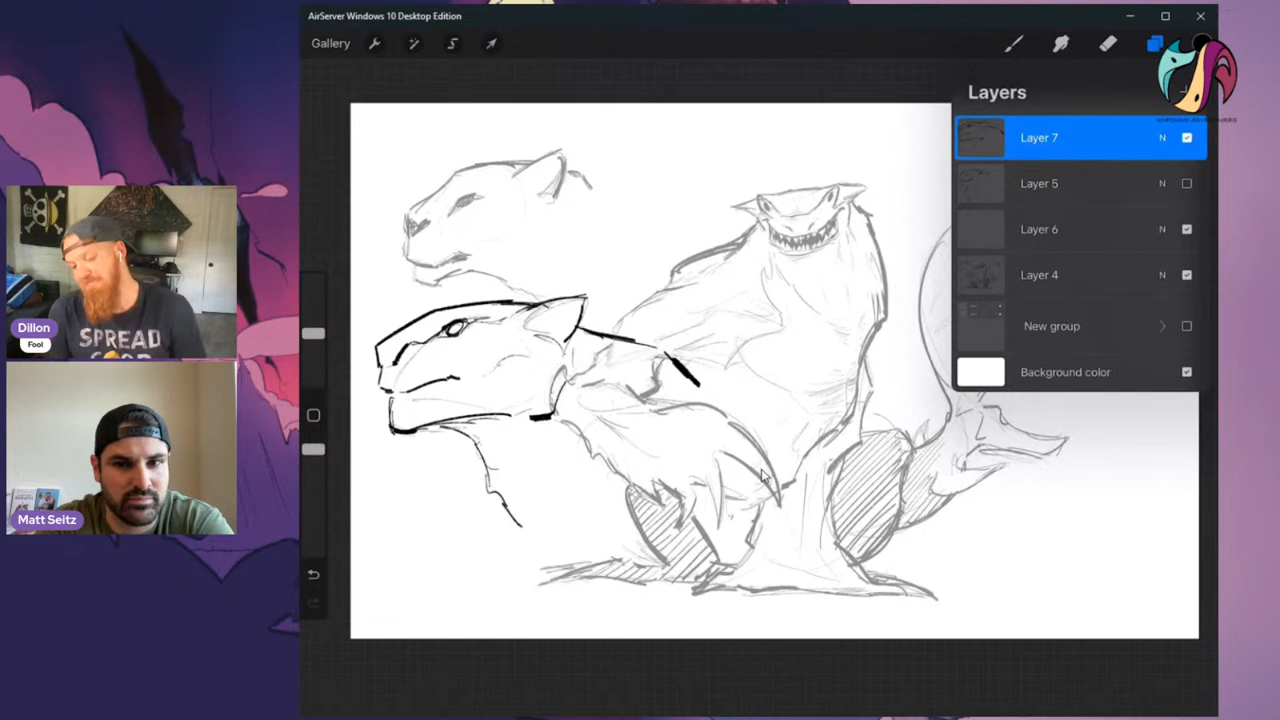 AirServer Windows 10 Desktop Edition
Gallery
Layers
Layer 7
N
Layer 5
N
Layer 6
N
Layer 4
N
New group
Background color
SPREAD
Dillon
Fool
Matt Seitz